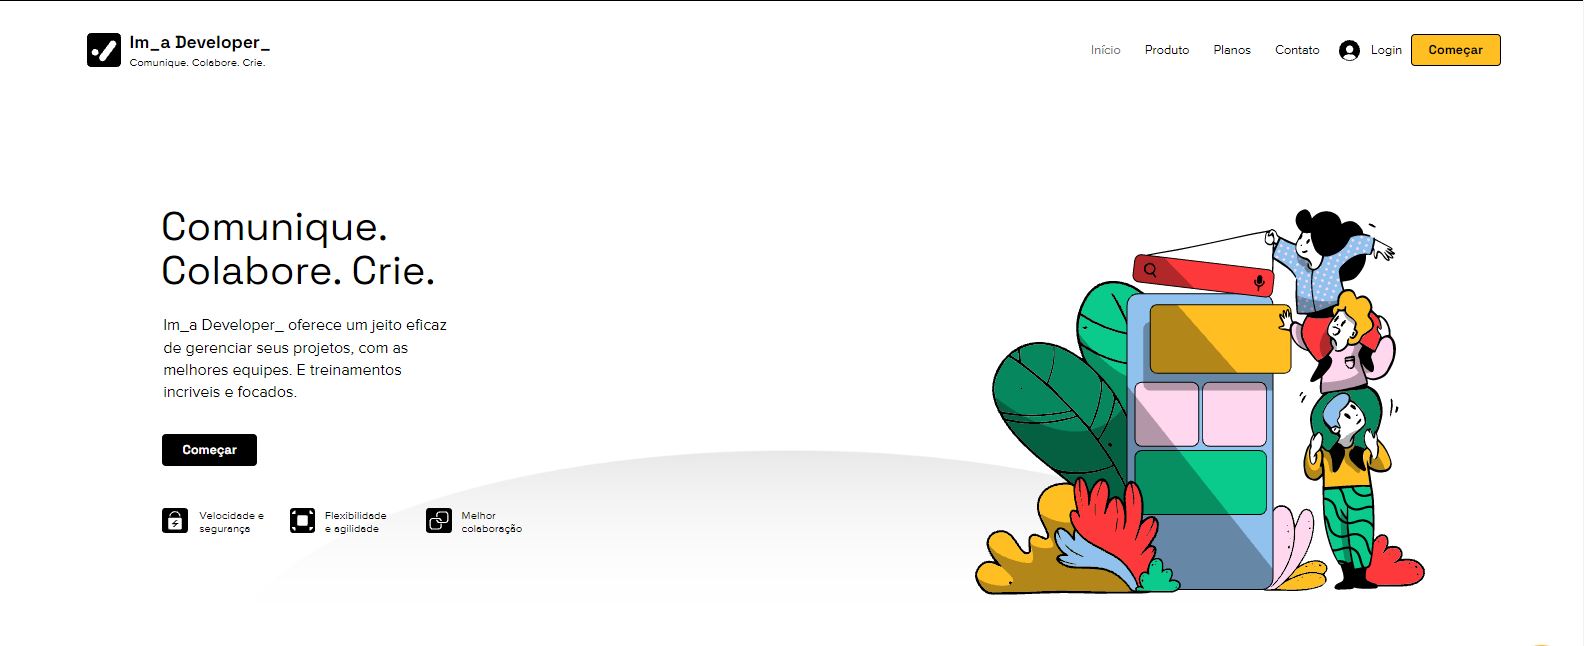 Im_a Developer_
Comunique. Colabore. Crie.
Início
Produto
Planos
Contato
Login
Começar
Comunique.
Colabore. Crie.
Im_a Developer_ oferece um jeito eficaz
de gerenciar seus projetos, com as
melhores equipes. E treinamentos
incriveis e focados.
Começar
Velocidade e
segurança
Flexibilidade
e agilidade
Melhor
colaboração